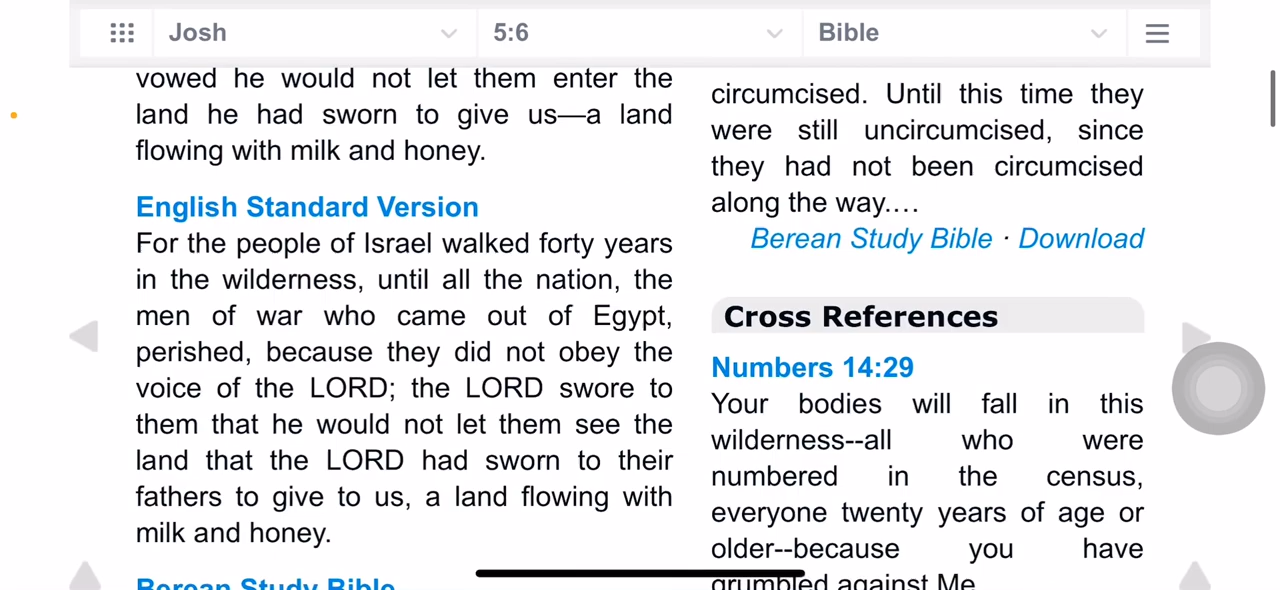 Josh 5:6 Bible
vowed he would not let them enter the
land he had sworn to give us—a land
flowing with milk and honey.
English Standard Version
For the people of Israel walked forty years
in the wilderness, until all the nation, the
men of war who came out of Egypt,
perished, because they did not obey the
voice of the LORD; the LORD swore to
them that he would not let them see the
land that the LORD had sworn to their
fathers to give to us, a land flowing with
milk and honey.
Berean Study Bible
circumcised. Until this time they
were still uncircumcised, since
they had not been circumcised
along the way.…
Berean Study Bible · Download
Cross References
Numbers 14:29
Your bodies will fall in this
wilderness--all who were
numbered in the census,
everyone twenty years of age or
older--because you have
grumbled against Me